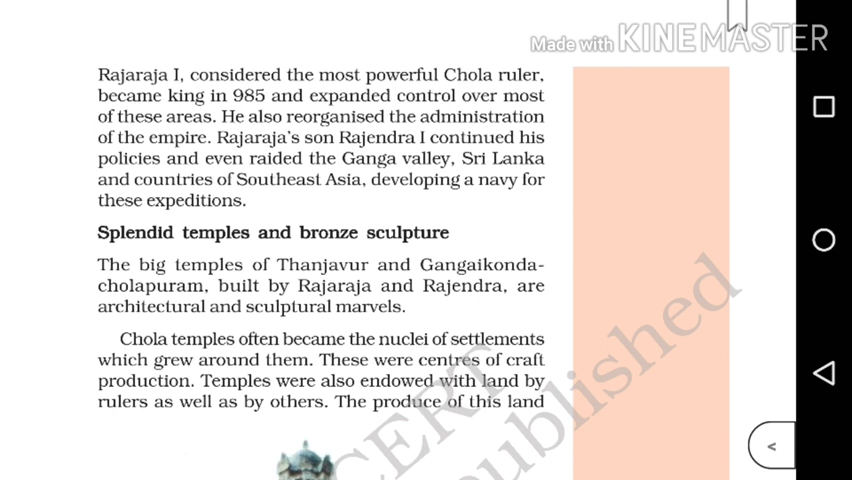 Made with KINEMASTER
Rajaraja I, considered the most powerful Chola ruler,
became king in 985 and expanded control over most
of these areas. He also reorganised the administration
of the empire. Rajaraja's son Rajendra I continued his
policies and even raided the Ganga valley, Sri Lanka
and countries of Southeast Asia, developing a navy for
these expeditions.
Splendid temples and bronze sculpture
The big temples of Thanjavur and Gangaikonda-
cholapuram, built by Rajaraja and Rajendra, are
architectural and sculptural marvels.
Chola temples often became the nuclei of settlements
which grew around them. These were centres of craft
production. Temples were also endowed with land by
rulers as well as by others. The produce of this land
NCERT
published